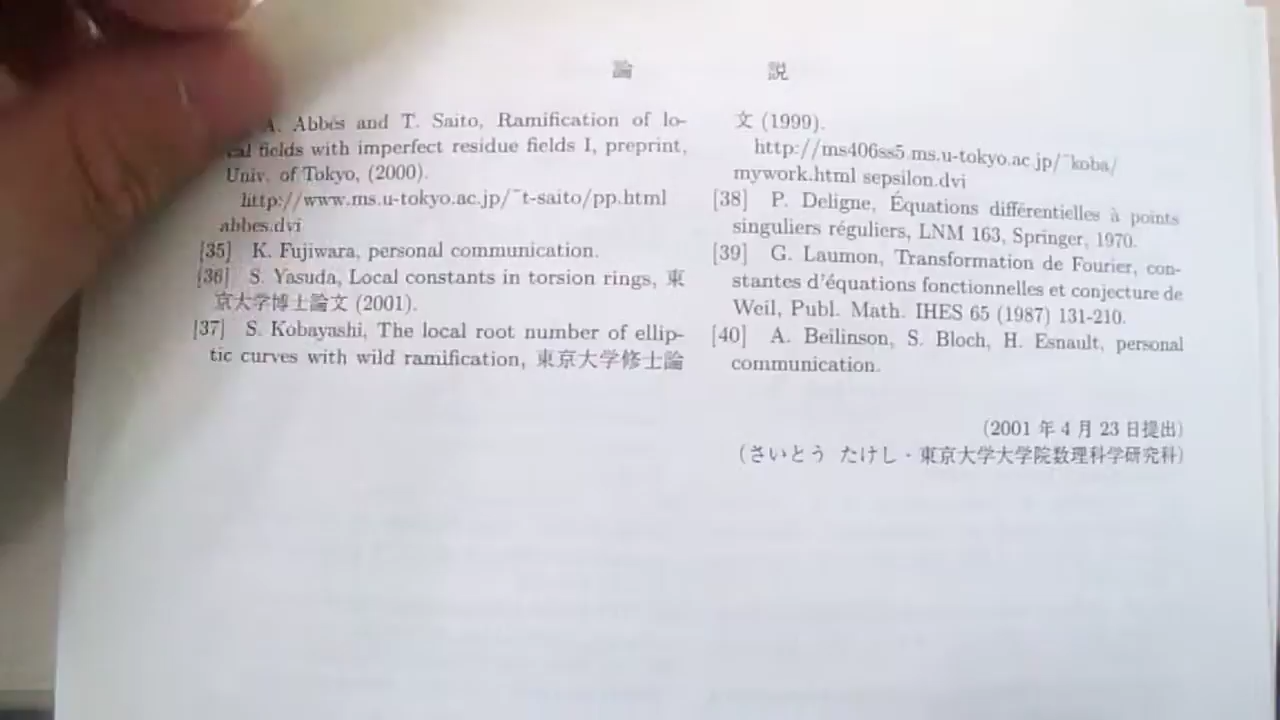 論 説
A. Abbes and T. Saito, Ramification of lo-
cal fields with imperfect residue fields I, preprint,
Univ. of Tokyo, (2000).
http://www.ms.u-tokyo.ac.jp/~t-saito/pp.html
abbes.dvi
[35] K. Fujiwara, personal communication.
[36] S. Yasuda, Local constants in torsion rings, 東
京大学博士論文 (2001).
[37] S. Kobayashi, The local root number of ellip-
tic curves with wild ramification, 東京大学修士論
文 (1999).
http://ms406ss5.ms.u-tokyo.ac.jp/~koba/
mywork.html sepsilon.dvi
[38] P. Deligne, Équations différentielles à points
singuliers réguliers, LNM 163, Springer, 1970.
[39] G. Laumon, Transformation de Fourier, con-
stantes d'équations fonctionnelles et conjecture de
Weil, Publ. Math. IHES 65 (1987) 131-210.
[40] A. Beilinson, S. Bloch, H. Esnault, personal
communication.
(2001 年 4 月 23 日提出)
(さいとう たけし・東京大学大学院数理科学研究科)